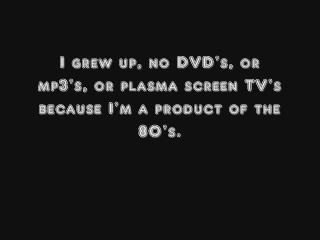 I grew up, no DVD's, or
mp3's, or plasma screen TV's
because I'm a product of the
80's.